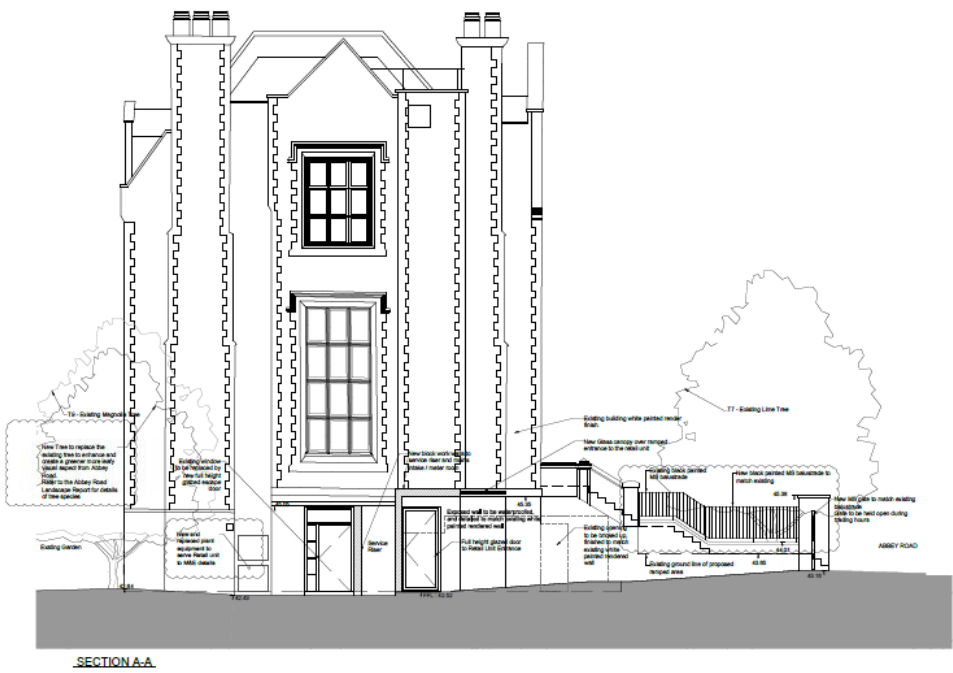 T9 - Existing Magnolia Tree
New Tree to replace the
existing tree to enhance and
create a greener more leafy
visual aspect from Abbey
Road.
Refer to the Abbey Road
Landscape Report for details
of tree species
Existing window
to be replaced by
new full height
glazed escape
door
New block work walls to
service riser and mains
intake / meter room
Existing building white painted render
finish.
New Glass canopy over ramped
entrance to the retail unit
T7 - Existing Lime Tree
Existing black painted
MS balustrade
New black painted MS balustrade to
match existing
New MS gate to match existing
balustrade
Gate to be held open during
trading hours
45.35
Exposed wall to be waterproofed,
and detailed to match existing white
painted rendered wall
Full height glazed door
to Retail Unit Entrance
Existing opening
to be bricked up,
finished to match
existing white
painted rendered
wall
New and
replaced plant
equipment to
serve Retail unit
to M&E details
Service
Riser
Existing Garden
ABBEY ROAD
Existing ground line of proposed
ramped area
SECTION A-A